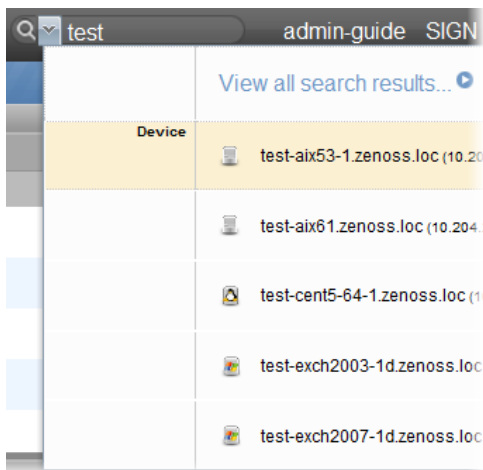 test admin-guide SIGN
View all search results...
Device
test-aix53-1.zenoss.loc (10.20
test-aix61.zenoss.loc (10.204.
test-cent5-64-1.zenoss.loc (1
test-exch2003-1d.zenoss.loc
test-exch2007-1d.zenoss.loc